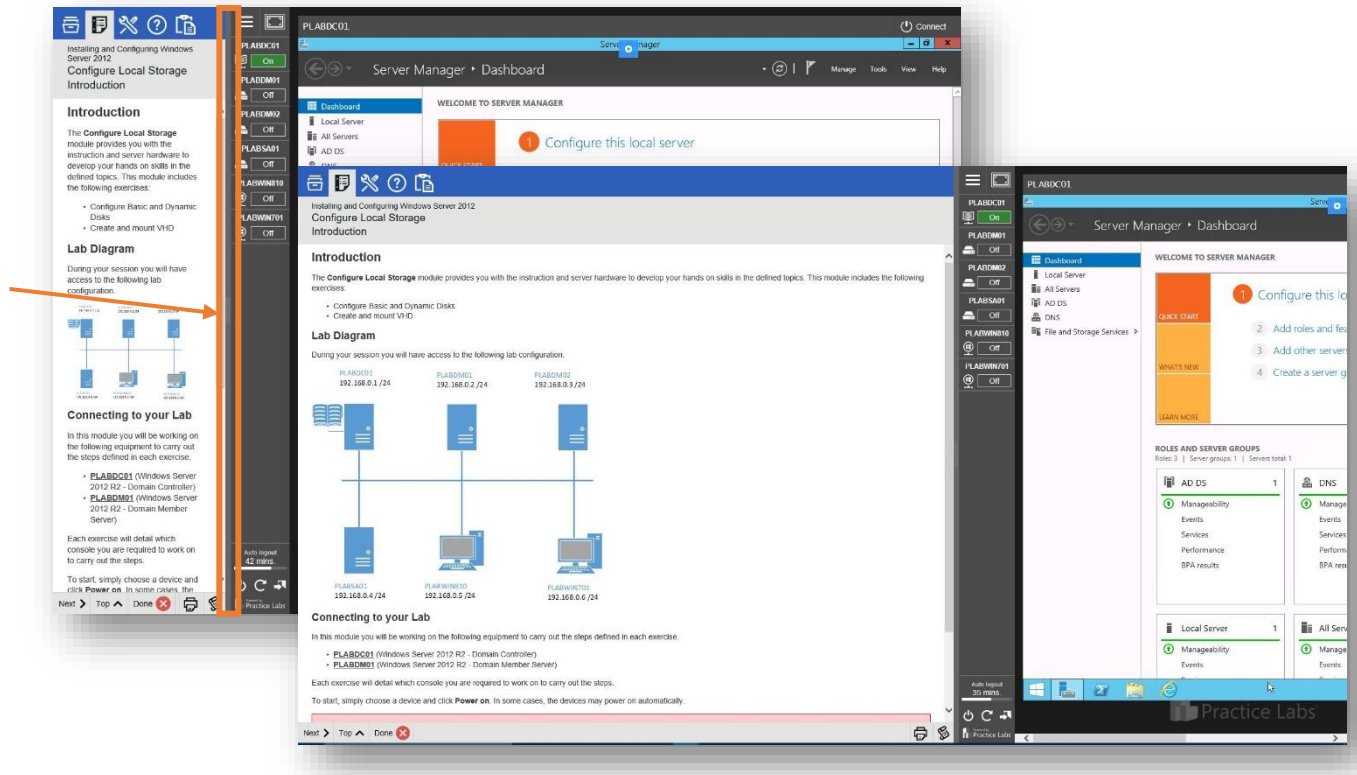 Installing and Configuring Windows
Server 2012
Configure Local Storage
Introduction
Introduction
The Configure Local Storage
module provides you with the
instruction and server hardware to
develop your hands on skills in the
defined topics. This module includes
the following exercises:
• Configure Basic and Dynamic
Disks
• Create and mount VHD
Lab Diagram
During your session you will have
access to the following lab
configuration.
Connecting to your Lab
In this module you will be working on
the following equipment to carry out
the steps defined in each exercise.
• PLABDC01 (Windows Server
2012 R2 - Domain Controller)
• PLABDM01 (Windows Server
2012 R2 - Domain Member
Server)
Each exercise will detail which
console you are required to work on
to carry out the steps.
To start, simply choose a device and
click Power on. In some cases, the
Next Top Done
PLABDC01
On
PLABDM01
Off
PLABDM02
Off
PLABSA01
Off
PLABWIN810
Off
PLABWIN701
Off
Auto logout
42 mins.
Practice Labs
PLABDC01
Connect
Server Manager • Dashboard
Manage Tools View Help
Dashboard
Local Server
All Servers
AD DS
WELCOME TO SERVER MANAGER
1 Configure this local server
Installing and Configuring Windows Server 2012
Configure Local Storage
Introduction
Introduction
The Configure Local Storage module provides you with the instruction and server hardware to develop your hands on skills in the defined topics. This module includes the following
exercises:
• Configure Basic and Dynamic Disks
• Create and mount VHD
Lab Diagram
During your session you will have access to the following lab configuration.
PLABDC01
192.168.0.1 /24
PLABDM01
192.168.0.2 /24
PLABDM02
192.168.0.3 /24
PLABSA01
192.168.0.4 /24
PLABWIN810
192.168.0.5 /24
PLABWIN701
192.168.0.6 /24
Connecting to your Lab
In this module you will be working on the following equipment to carry out the steps defined in each exercise.
• PLABDC01 (Windows Server 2012 R2 - Domain Controller)
• PLABDM01 (Windows Server 2012 R2 - Domain Member Server)
Each exercise will detail which console you are required to work on to carry out the steps.
To start, simply choose a device and click Power on. In some cases, the devices may power on automatically.
Next Top Done
PLABDC01
On
PLABDM01
Off
PLABDM02
Off
PLABSA01
Off
PLABWIN810
Off
PLABWIN701
Off
Auto logout
35 mins.
Practice Labs
PLABDC01
Server Manager • Dashboard
Dashboard
Local Server
All Servers
AD DS
DNS
File and Storage Services
WELCOME TO SERVER MANAGER
QUICK START
WHAT'S NEW
LEARN MORE
1 Configure this lo
2 Add roles and fea
3 Add other servers
4 Create a server g
ROLES AND SERVER GROUPS
Roles: 3 | Server groups: 1 | Servers total: 1
AD DS 1
Manageability
Events
Services
Performance
BPA results
DNS
Manage
Events
Services
Perform
BPA resu
Local Server 1
Manageability
Events
All Serv
Manage
Events
Practice Labs